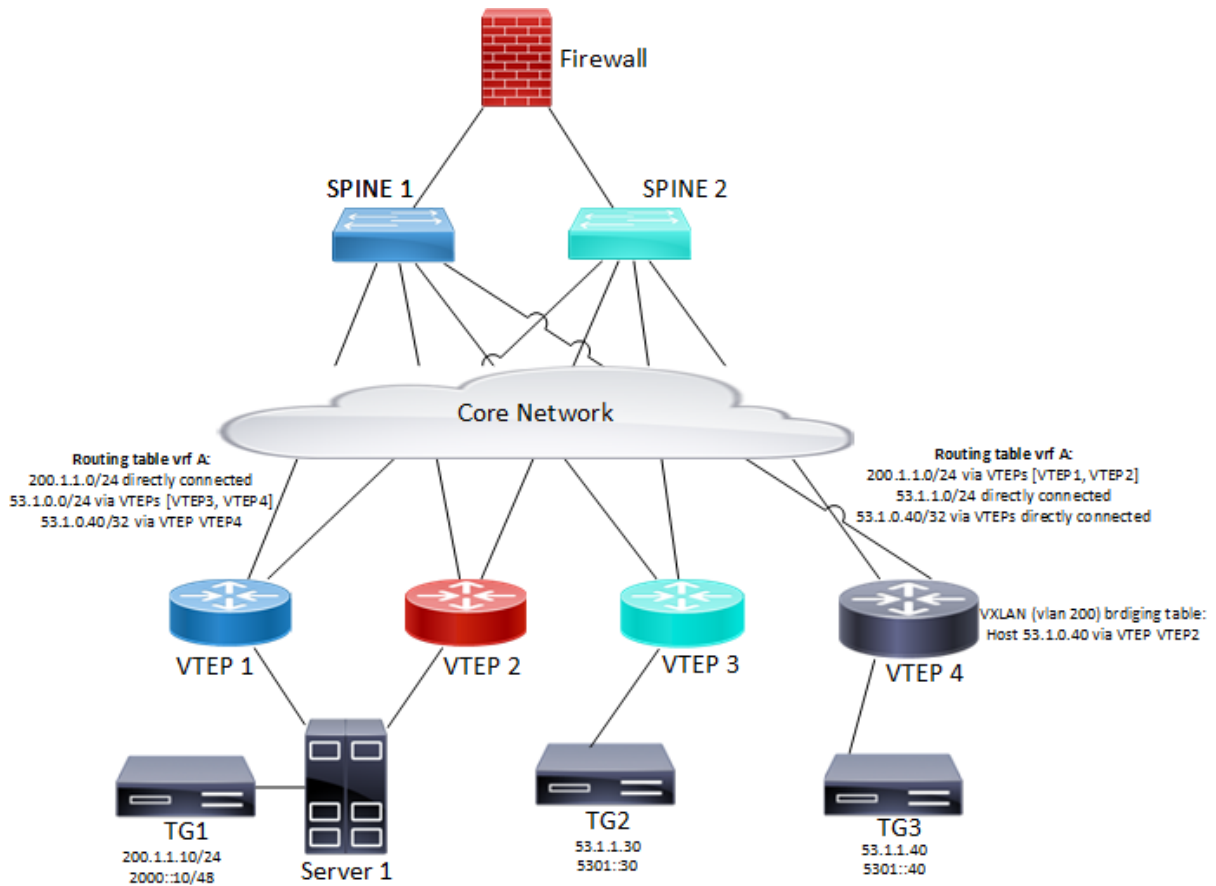 Firewall
SPINE 1
SPINE 2
Core Network
Routing table vrf A:
200.1.1.0/24 directly connected
53.1.0.0/24 via VTEPs [VTEP3, VTEP4]
53.1.0.40/32 via VTEP VTEP4
Routing table vrf A:
200.1.1.0/24 via VTEPs [VTEP1, VTEP2]
53.1.1.0/24 directly connected
53.1.0.40/32 via VTEPs directly connected
VTEP 1
VTEP 2
VTEP 3
VTEP 4
VXLAN (vlan 200) brdiging table:
Host 53.1.0.40 via VTEP VTEP2
TG1
200.1.1.10/24
2000::10/48
Server 1
TG2
53.1.1.30
5301::30
TG3
53.1.1.40
5301::40